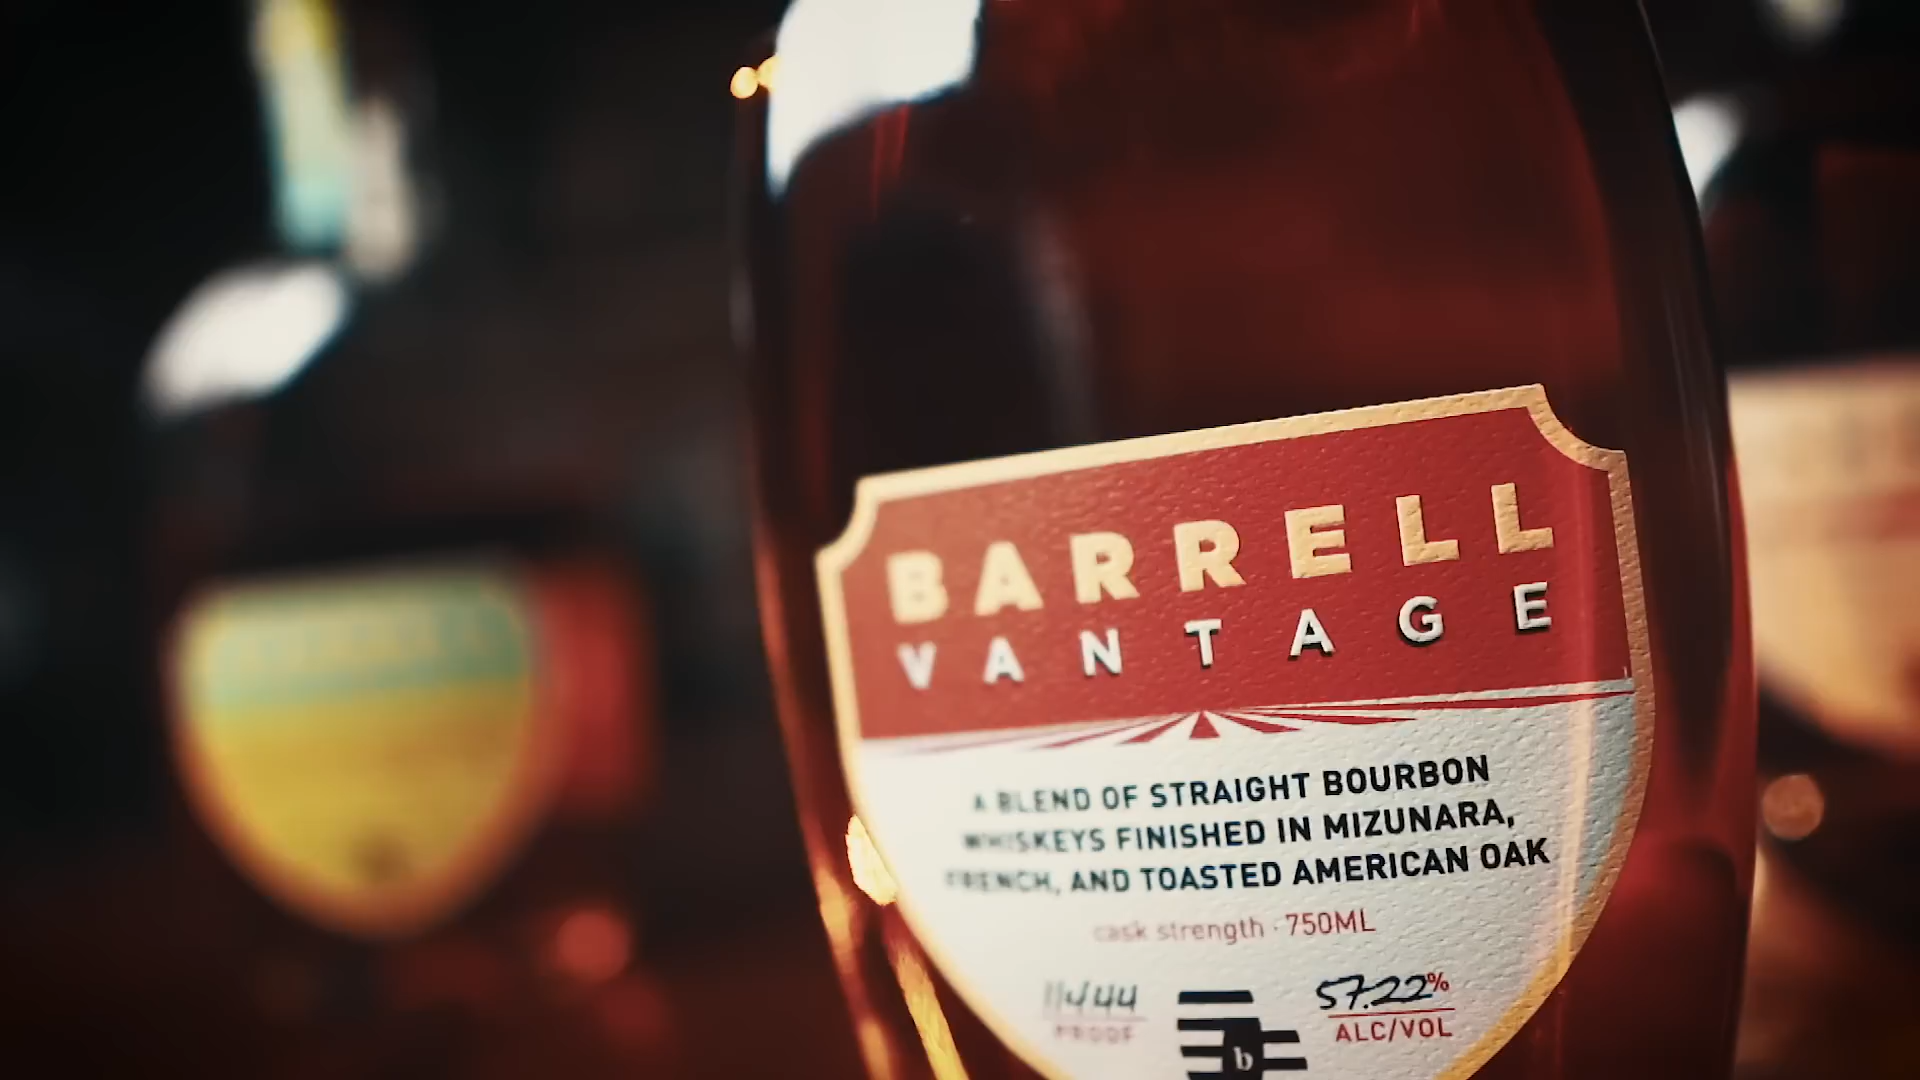 BARRELL
VANTAGE
A BLEND OF STRAIGHT BOURBON
WHISKEYS FINISHED IN MIZUNARA,
FRENCH, AND TOASTED AMERICAN OAK
cask strength · 750ML
114.44 57.22%
PROOF ALC/VOL
b